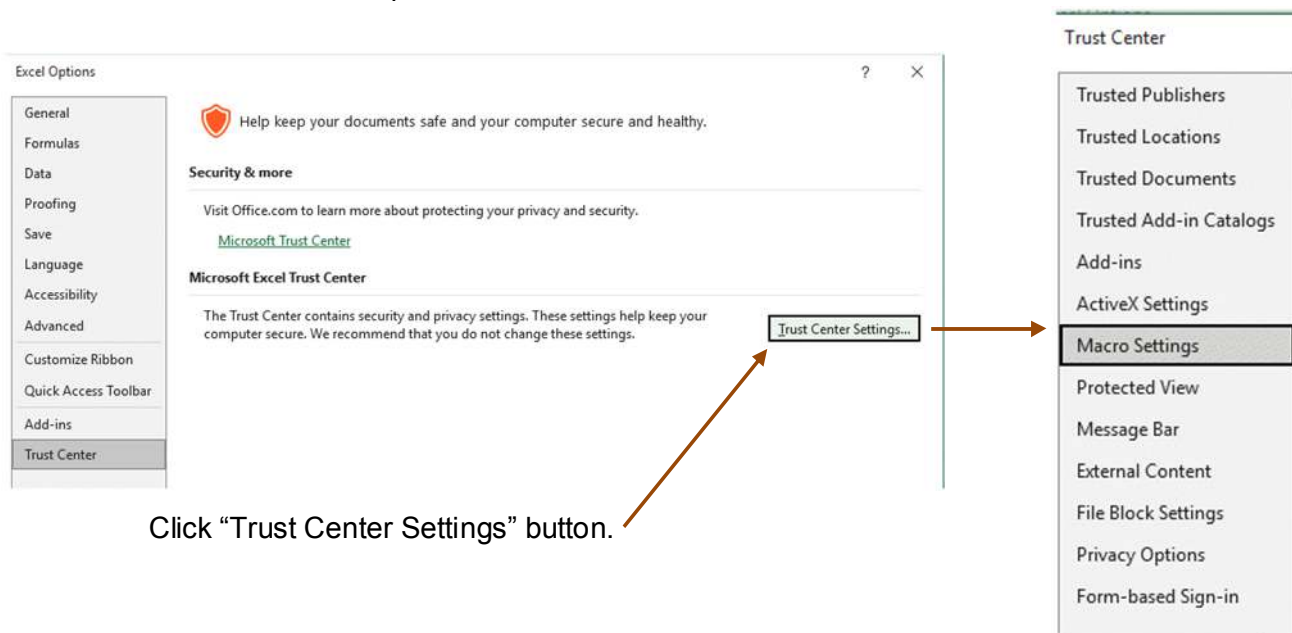 Excel Options
? ×
General
Formulas
Data
Proofing
Save
Language
Accessibility
Advanced
Customize Ribbon
Quick Access Toolbar
Add-ins
Trust Center
Help keep your documents safe and your computer secure and healthy.
Security & more
Visit Office.com to learn more about protecting your privacy and security.
Microsoft Trust Center
Microsoft Excel Trust Center
The Trust Center contains security and privacy settings. These settings help keep your
computer secure. We recommend that you do not change these settings.
Trust Center Settings...
Click “Trust Center Settings” button.
Trust Center
Trusted Publishers
Trusted Locations
Trusted Documents
Trusted Add-in Catalogs
Add-ins
ActiveX Settings
Macro Settings
Protected View
Message Bar
External Content
File Block Settings
Privacy Options
Form-based Sign-in